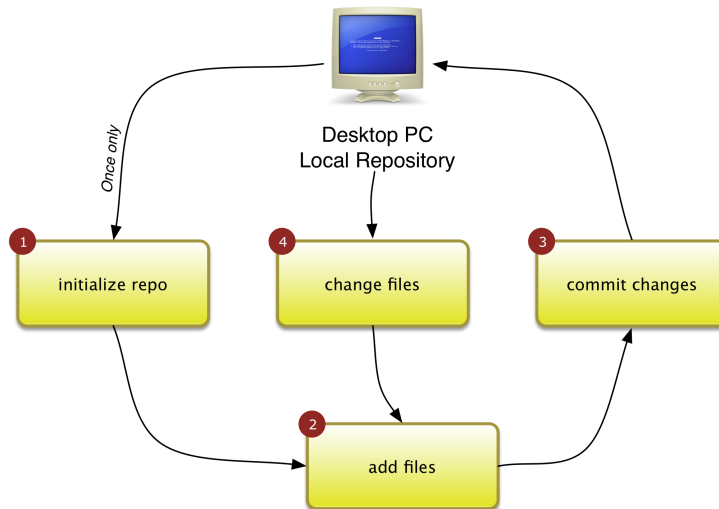 Desktop PC
Local Repository
Once only
1
initialize repo
4
change files
3
commit changes
2
add files